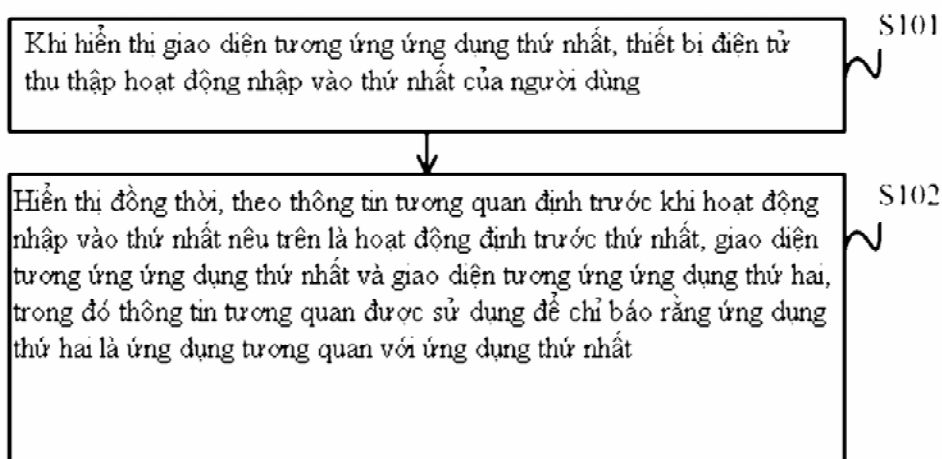 S101
Khi hiển thị giao diện tương ứng ứng dụng thứ nhất, thiết bi điện tử
thu thập hoạt động nhập vào thứ nhất của người dùng
S102
Hiển thị đồng thời, theo thông tin tương quan định trước khi hoạt động
nhập vào thứ nhất nêu trên là hoạt động định trước thứ nhất, giao diện
tương ứng ứng dụng thứ nhất và giao diện tương ứng ứng dụng thứ hai,
trong đó thông tin tương quan được sử dụng để chỉ báo rằng ứng dụng
thứ hai là ứng dụng tương quan với ứng dụng thứ nhất